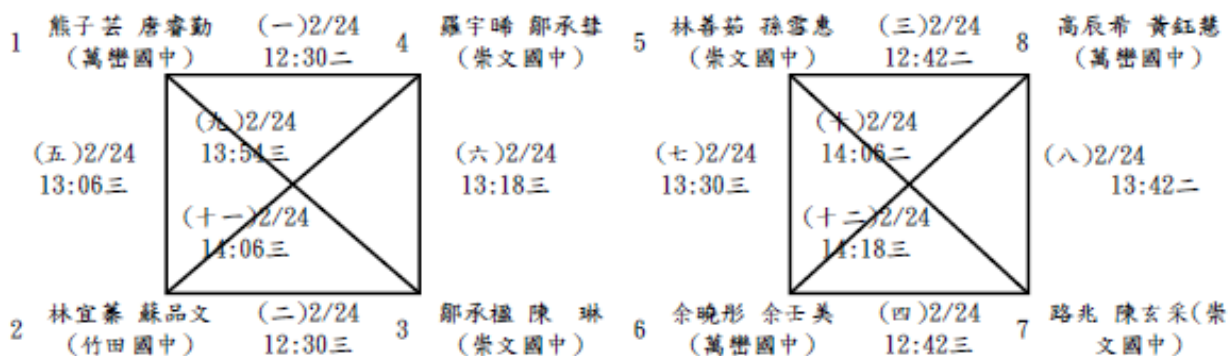 1 熊子芸 唐睿勤 (一)2/24 4 羅宇晞 鄒承彗 5 林善茹 孫雪惠 (三)2/24 8 高辰希 黃鈺慧
(萬巒國中) 12:30二 (崇文國中) (崇文國中) 12:42二 (萬巒國中)
(九)2/24
13:54三
(十)2/24
14:06二
(五)2/24
13:06三
(六)2/24
13:18三
(七)2/24
13:30三
(八)2/24
13:42二
(十一)2/24
14:06三
(十二)2/24
14:18三
2 林宜蓁 蘇品文 (二)2/24 3 鄒承楹 陳 琳 6 余曉彤 余壬美 (四)2/24 7 路兆 陳玄采(崇
(竹田國中) 12:30三 (崇文國中) (萬巒國中) 12:42三 文國中)